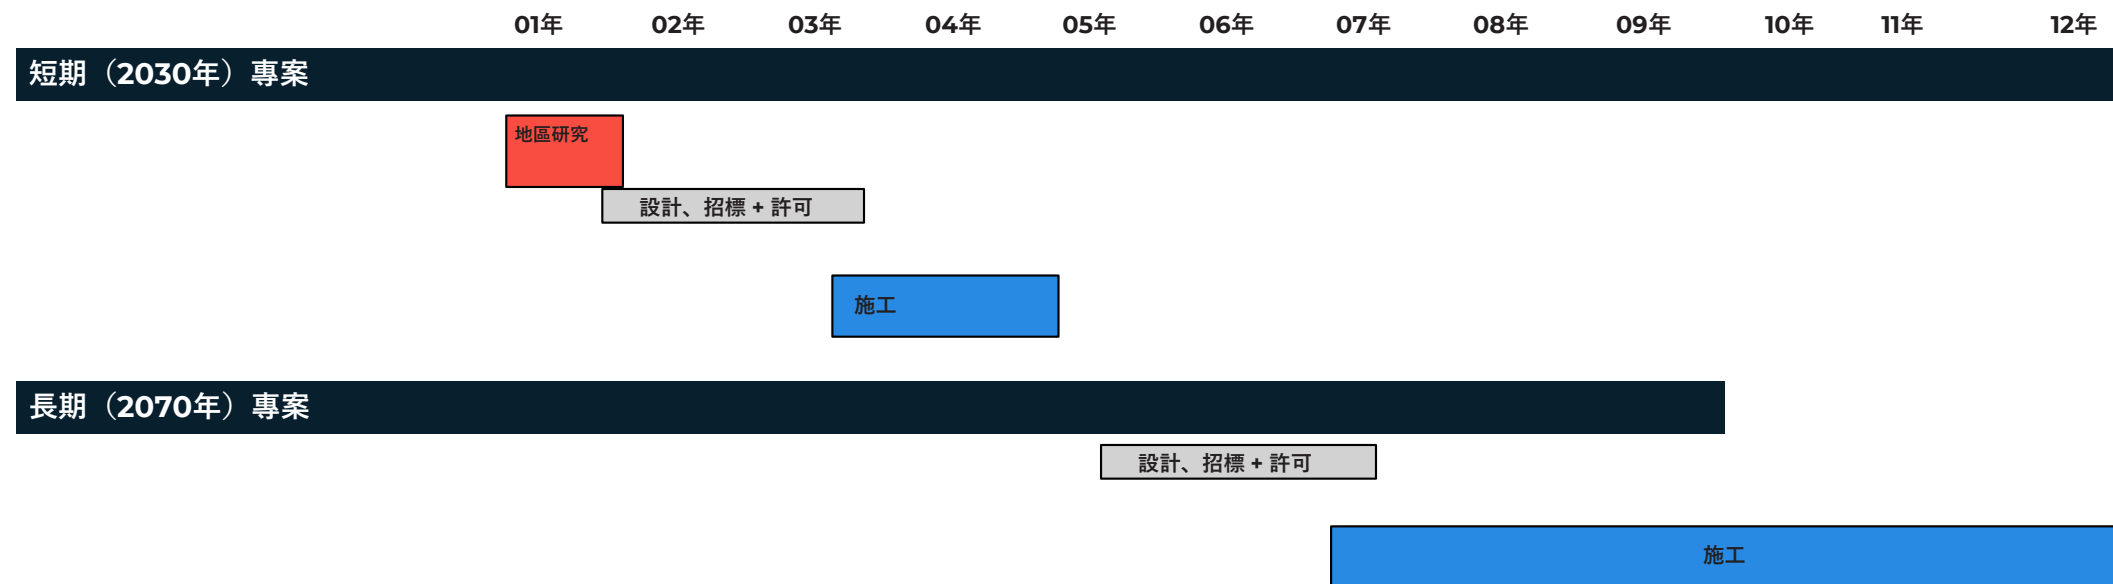 01年 02年 03年 04年 05年 06年 07年 08年 09年 10年 11年 12年
短期（2030年）專案
地區研究
設計、招標 + 許可
施工
長期（2070年）專案
設計、招標 + 許可
施工